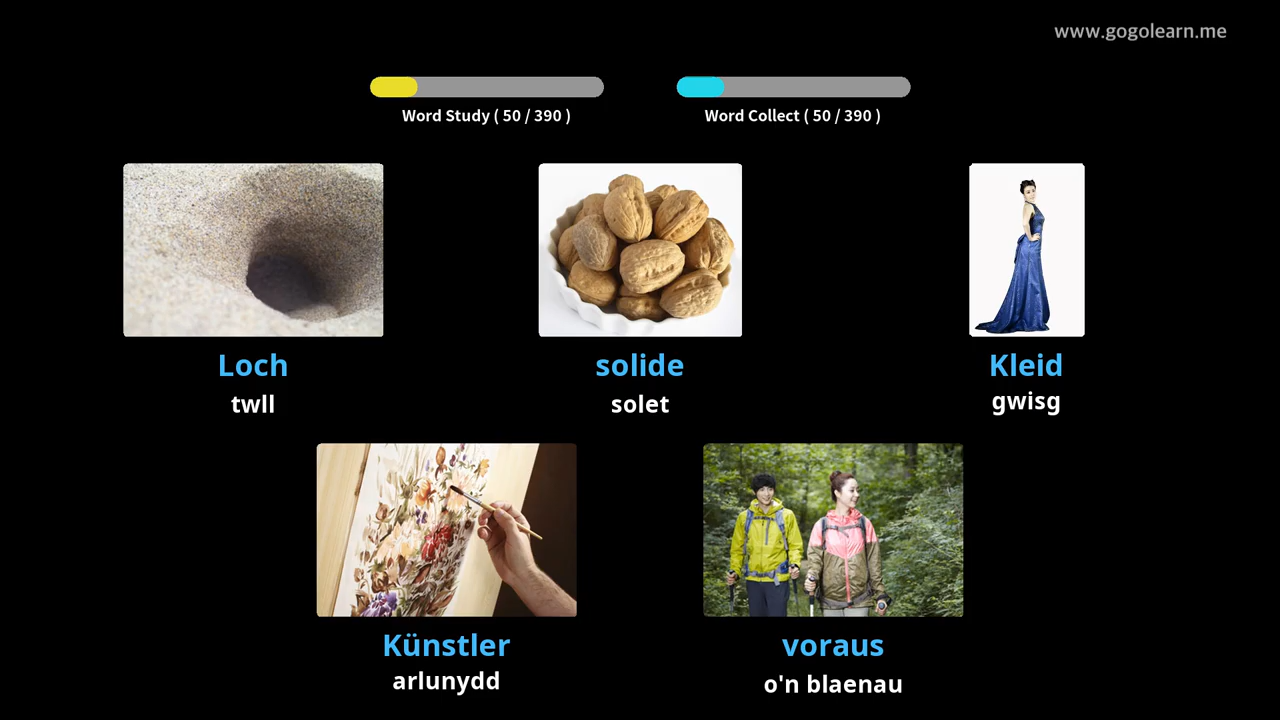 www.gogolearn.me
Word Study ( 50 / 390 )
Word Collect ( 50 / 390 )
Loch
solide
Kleid
twll
solet
gwisg
Künstler
voraus
arlunydd
o'n blaenau